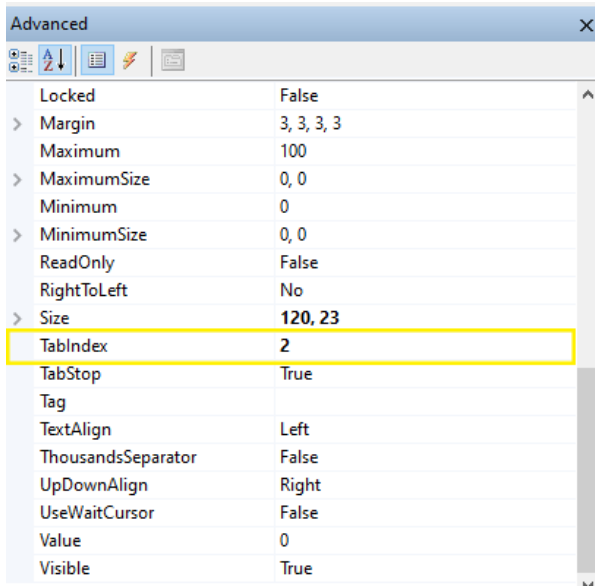 Advanced
Locked False
Margin 3, 3, 3, 3
Maximum 100
MaximumSize 0, 0
Minimum 0
MinimumSize 0, 0
ReadOnly False
RightToLeft No
Size 120, 23
TabIndex 2
TabStop True
Tag
TextAlign Left
ThousandsSeparator False
UpDownAlign Right
UseWaitCursor False
Value 0
Visible True